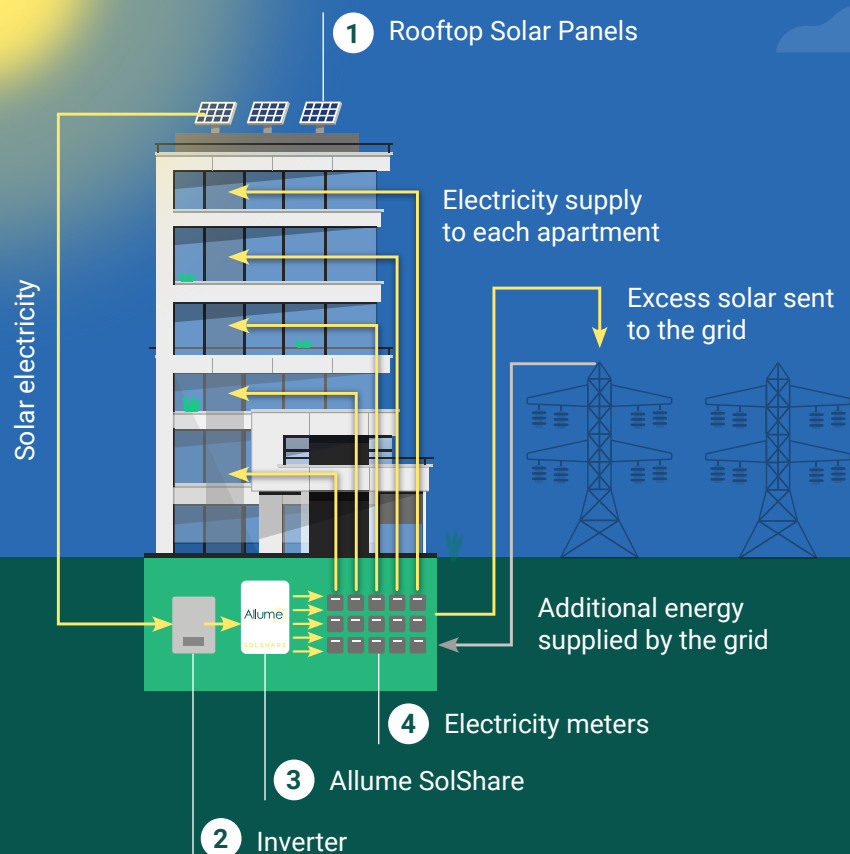 1 Rooftop Solar Panels
Electricity supply
to each apartment
Excess solar sent
to the grid
Solar electricity
Allume
SOLSHARE
Additional energy
supplied by the grid
4 Electricity meters
3 Allume SolShare
2 Inverter